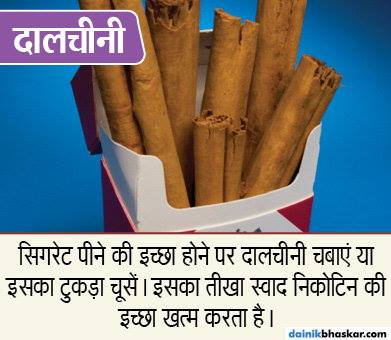 दालचीनी
सिगरेट पीने की इच्छा होने पर दालचीनी चबाएं या
इसका टुकड़ा चूसें। इसका तीखा स्वाद निकोटिन की
इच्छा खत्म करता है।
dainikbhaskar.com